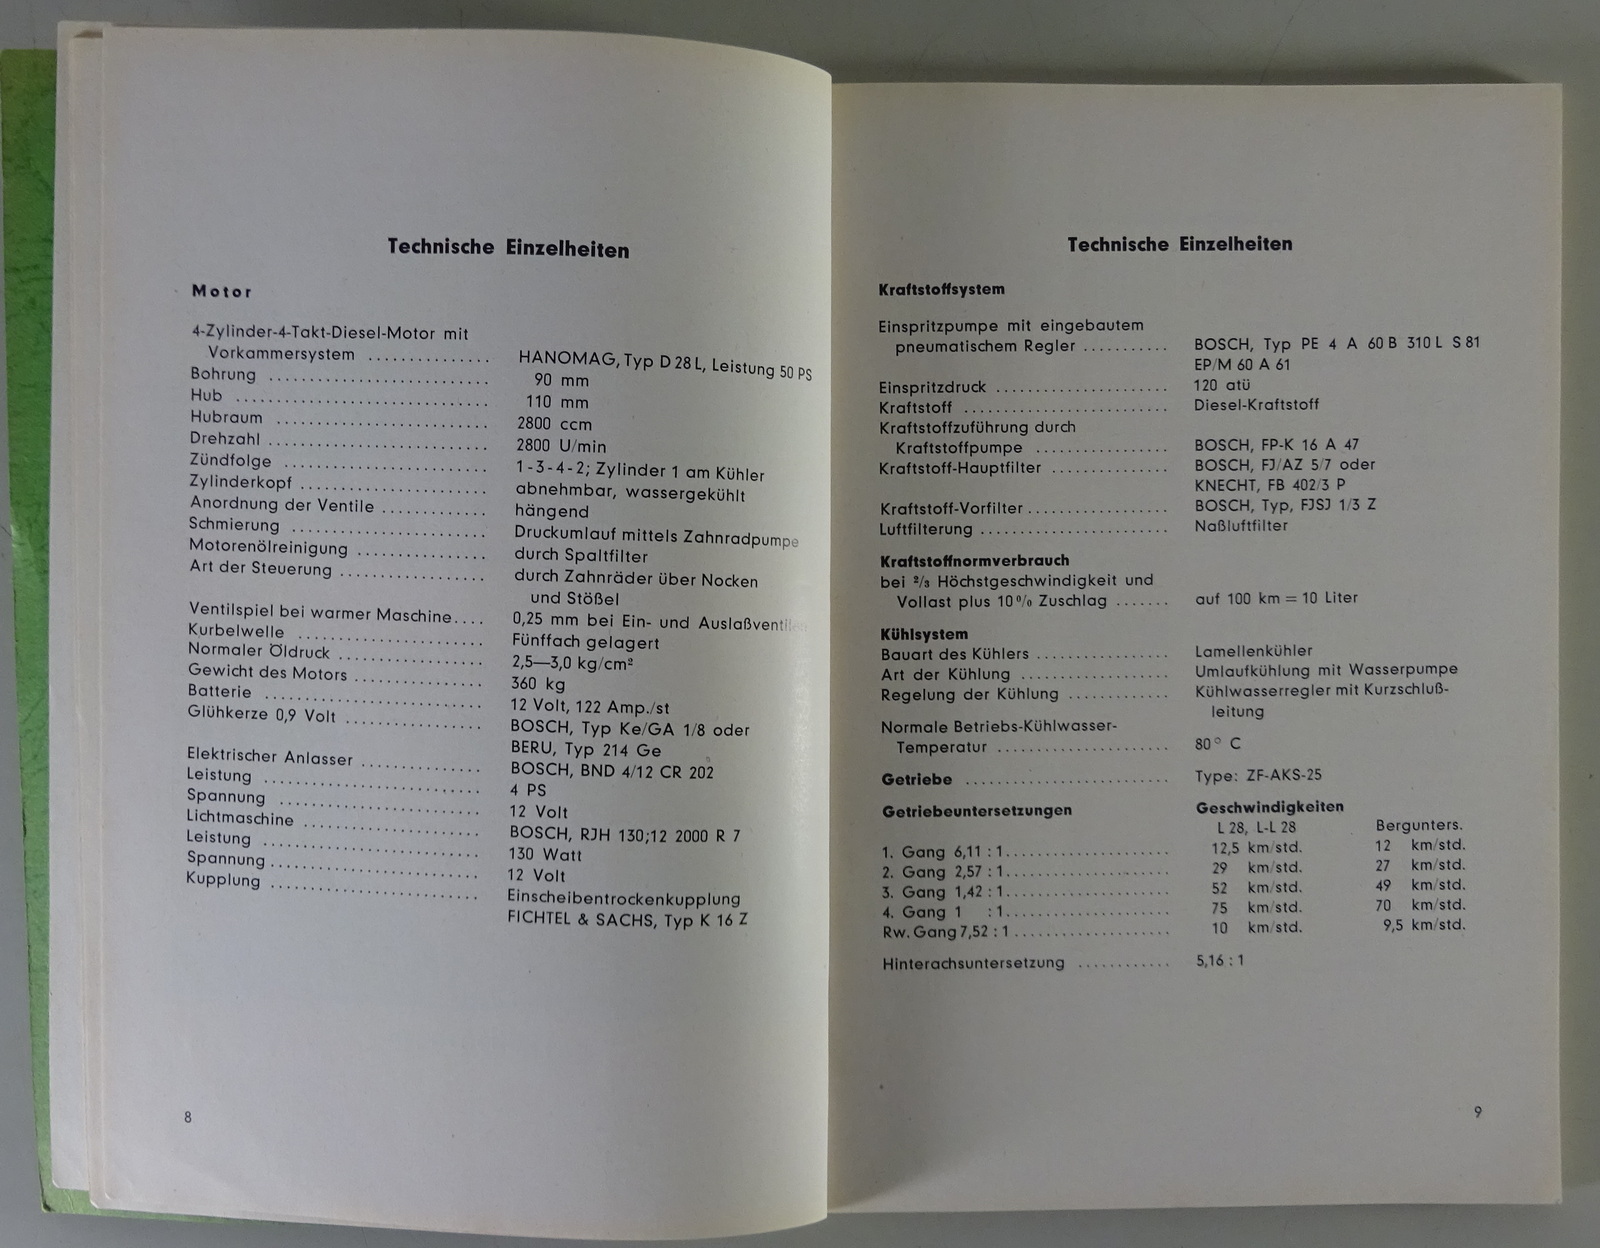 Technische Einzelheiten
Motor
4-Zylinder-4-Takt-Diesel-Motor mit
Vorkammersystem ............... HANOMAG, Typ D 28 L, Leistung 50 PS
Bohrung ............................ 90 mm
Hub ................................ 110 mm
Hubraum ........................... 2800 ccm
Drehzahl ............................ 2800 U/min
Zündfolge .......................... 1-3-4-2; Zylinder 1 am Kühler
Zylinderkopf ........................ abnehmbar, wassergekühlt
Anordnung der Ventile ............. hängend
Schmierung ......................... Druckumlauf mittels Zahnradpumpe
Motorenölreinigung ................ durch Spaltfilter
Art der Steuerung .................. durch Zahnräder über Nocken
und Stößel
Ventilspiel bei warmer Maschine.... 0,25 mm bei Ein- und Auslaßventilen
Kurbelwelle ........................ Fünffach gelagert
Normaler Öldruck .................. 2,5—3,0 kg/cm²
Gewicht des Motors ................ 360 kg
Batterie ............................ 12 Volt, 122 Amp./st
Glühkerze 0,9 Volt ................. BOSCH, Typ Ke/GA 1/8 oder
BERU, Typ 214 Ge
Elektrischer Anlasser ............... BOSCH, BND 4/12 CR 202
Leistung ............................ 4 PS
Spannung .......................... 12 Volt
Lichtmaschine ...................... BOSCH, RJH 130;12 2000 R 7
Leistung ............................ 130 Watt
Spannung .......................... 12 Volt
Kupplung .......................... Einscheibentrockenkupplung
FICHTEL & SACHS, Typ K 16 Z
8
Technische Einzelheiten
Kraftstoffsystem
Einspritzpumpe mit eingebautem
pneumatischem Regler ........... BOSCH, Typ PE 4 A 60 B 310 L S 81
EP/M 60 A 61
Einspritzdruck ...................... 120 atü
Kraftstoff .......................... Diesel-Kraftstoff
Kraftstoffzuführung durch
Kraftstoffpumpe ................. BOSCH, FP-K 16 A 47
Kraftstoff-Hauptfilter ............... BOSCH, FJ/AZ 5/7 oder
KNECHT, FB 402/3 P
Kraftstoff-Vorfilter .................. BOSCH, Typ, FJSJ 1/3 Z
Luftfilterung ........................ Naßluftfilter
Kraftstoffnormverbrauch
bei ²/₃ Höchstgeschwindigkeit und
Vollast plus 10 % Zuschlag ....... auf 100 km = 10 Liter
Kühlsystem
Bauart des Kühlers ................. Lamellenkühler
Art der Kühlung ................... Umlaufkühlung mit Wasserpumpe
Regelung der Kühlung ............. Kühlwasserregler mit Kurzschluß-
leitung
Normale Betriebs-Kühlwasser-
Temperatur ...................... 80° C
Getriebe .......................... Type: ZF-AKS-25
Getriebeuntersetzungen Geschwindigkeiten
L 28, L-L 28 Bergunters.
1. Gang 6,11 : 1..................... 12,5 km/std. 12 km/std.
2. Gang 2,57 : 1..................... 29 km/std. 27 km/std.
3. Gang 1,42 : 1..................... 52 km/std. 49 km/std.
4. Gang 1 : 1..................... 75 km/std. 70 km/std.
Rw. Gang 7,52 : 1 .................... 10 km/std. 9,5 km/std.
Hinterachsuntersetzung ............ 5,16 : 1
9